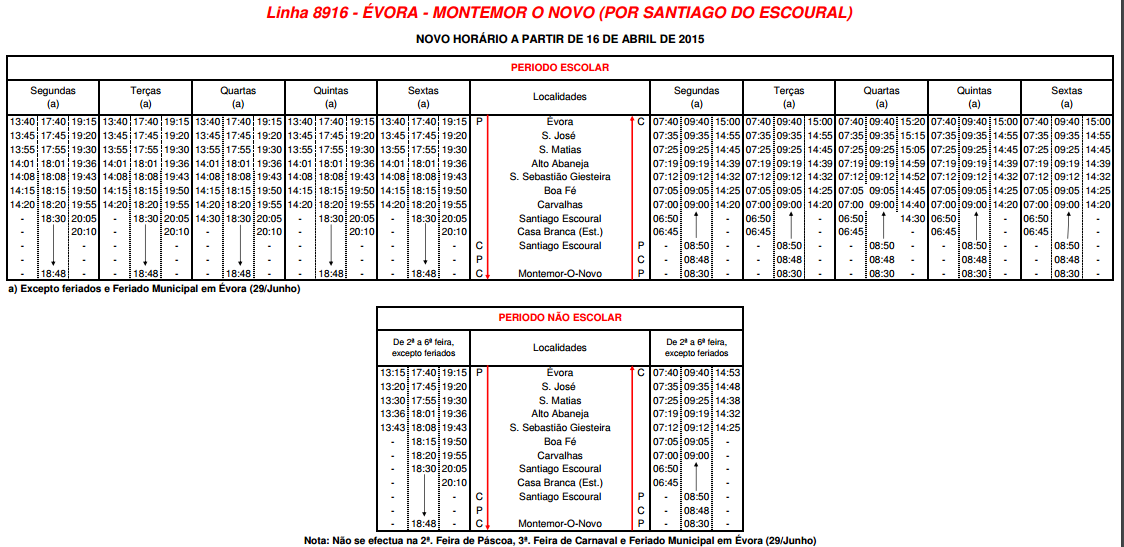 Linha 8916 - ÉVORA - MONTEMOR O NOVO (POR SANTIAGO DO ESCOURAL)
NOVO HORÁRIO A PARTIR DE 16 DE ABRIL DE 2015
PERIODO ESCOLAR
Segundas Terças Quartas Quintas Sextas Localidades Segundas Terças Quartas Quintas Sextas
(a) (a) (a) (a) (a) (a) (a) (a) (a) (a)
13:40 17:40 19:15 13:40 17:40 19:15 13:40 17:40 19:15 13:40 17:40 19:15 13:40 17:40 19:15 P Évora C 07:40 09:40 15:00 07:40 09:40 15:00 07:40 09:40 15:20 07:40 09:40 15:00 07:40 09:40 15:00
13:45 17:45 19:20 13:45 17:45 19:20 13:45 17:45 19:20 13:45 17:45 19:20 13:45 17:45 19:20 S. José 07:35 09:35 14:55 07:35 09:35 14:55 07:35 09:35 15:15 07:35 09:35 14:55 07:35 09:35 14:55
13:55 17:55 19:30 13:55 17:55 19:30 13:55 17:55 19:30 13:55 17:55 19:30 13:55 17:55 19:30 S. Matias 07:25 09:25 14:45 07:25 09:25 14:45 07:25 09:25 15:05 07:25 09:25 14:45 07:25 09:25 14:45
14:01 18:01 19:36 14:01 18:01 19:36 14:01 18:01 19:36 14:01 18:01 19:36 14:01 18:01 19:36 Alto Abaneja 07:19 09:19 14:39 07:19 09:19 14:39 07:19 09:19 14:59 07:19 09:19 14:39 07:19 09:19 14:39
14:08 18:08 19:43 14:08 18:08 19:43 14:08 18:08 19:43 14:08 18:08 19:43 14:08 18:08 19:43 S. Sebastião Giesteira 07:12 09:12 14:32 07:12 09:12 14:32 07:12 09:12 14:52 07:12 09:12 14:32 07:12 09:12 14:32
14:15 18:15 19:50 14:15 18:15 19:50 14:15 18:15 19:50 14:15 18:15 19:50 14:15 18:15 19:50 Boa Fé 07:05 09:05 14:25 07:05 09:05 14:25 07:05 09:05 14:45 07:05 09:05 14:25 07:05 09:05 14:25
14:20 18:20 19:55 14:20 18:20 19:55 14:20 18:20 19:55 14:20 18:20 19:55 14:20 18:20 19:55 Carvalhas 07:00 09:00 14:20 07:00 09:00 14:20 07:00 09:00 14:40 07:00 09:00 14:20 07:00 09:00 14:20
- 18:30 20:05 - 18:30 20:05 14:30 18:30 20:05 - 18:30 20:05 - 18:30 20:05 Santiago Escoural 06:50 - 06:50 - 06:50 14:30 06:50 - 06:50 -
- 20:10 - 20:10 - 20:10 - 20:10 - 20:10 Casa Branca (Est.) 06:45 - 06:45 - 06:45 - 06:45 - 06:45 -
- - - - - - - - - - C Santiago Escoural P - 08:50 - - 08:50 - - 08:50 - - 08:50 - - 08:50 -
- - - - - - - - - - P C - 08:48 - - 08:48 - - 08:48 - - 08:48 - - 08:48 -
- 18:48 - - 18:48 - - 18:48 - - 18:48 - - 18:48 - C Montemor-O-Novo P - 08:30 - - 08:30 - - 08:30 - - 08:30 - - 08:30 -
a) Excepto feriados e Feriado Municipal em Évora (29/Junho)
PERIODO NÃO ESCOLAR
De 2ª a 6ª feira, Localidades De 2ª a 6ª feira,
excepto feriados excepto feriados
13:15 17:40 19:15 P Évora C 07:40 09:40 14:53
13:20 17:45 19:20 S. José 07:35 09:35 14:48
13:30 17:55 19:30 S. Matias 07:25 09:25 14:38
13:36 18:01 19:36 Alto Abaneja 07:19 09:19 14:32
13:43 18:08 19:43 S. Sebastião Giesteira 07:12 09:12 14:25
- 18:15 19:50 Boa Fé 07:05 09:05 -
- 18:20 19:55 Carvalhas 07:00 09:00 -
- 18:30 20:05 Santiago Escoural 06:50 -
- 20:10 Casa Branca (Est.) 06:45 -
- - C Santiago Escoural P - 08:50 -
- - P C - 08:48 -
- 18:48 - C Montemor-O-Novo P - 08:30 -
Nota: Não se efectua na 2ª. Feira de Páscoa, 3ª. Feira de Carnaval e Feriado Municipal em Évora (29/Junho)